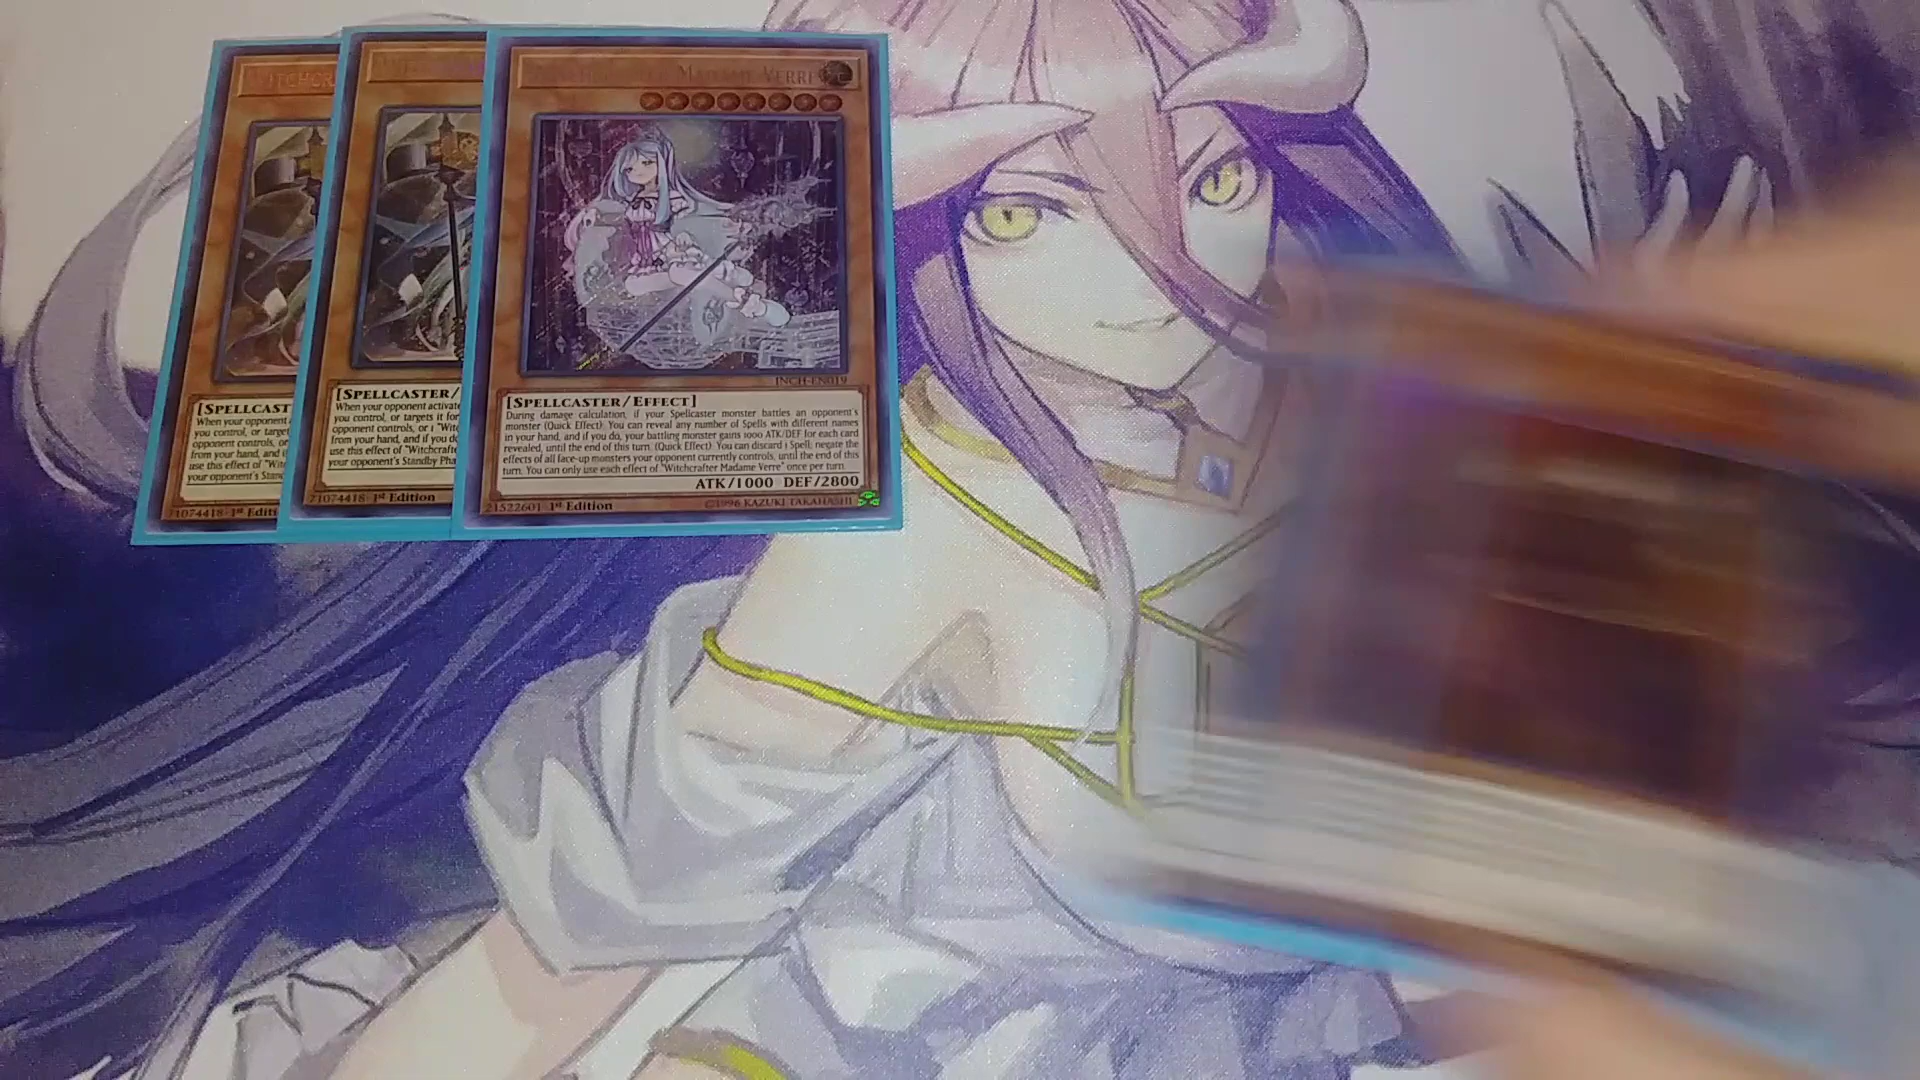 WITCHCR
MADAME VERRE
[SPELLCAST
When your opponent
you control, or target
opponent controls, or
from your hand, and if
use this effect of "Wit
your opponent's Stan
71074418 1st Editi
[SPELLCASTER/
When your opponent activate
you control, or targets it for
opponent controls, or 1 "Witc
from your hand, and if you do
use this effect of "Witchcrafte
your opponent's Standby Pha
71074418 1st Edition
INCH-EN019
[SPELLCASTER/EFFECT]
During damage calculation, if your Spellcaster monster battles an opponent's
monster (Quick Effect): You can reveal any number of Spells with different names
in your hand, and if you do, your battling monster gains 1000 ATK/DEF for each card
revealed, until the end of this turn. (Quick Effect): You can discard 1 Spell; negate the
effects of all face-up monsters your opponent currently controls, until the end of this
turn. You can only use each effect of "Witchcrafter Madame Verre" once per turn.
ATK/1000 DEF/2800
21522601 1st Edition
©1996 KAZUKI TAKAHASHI